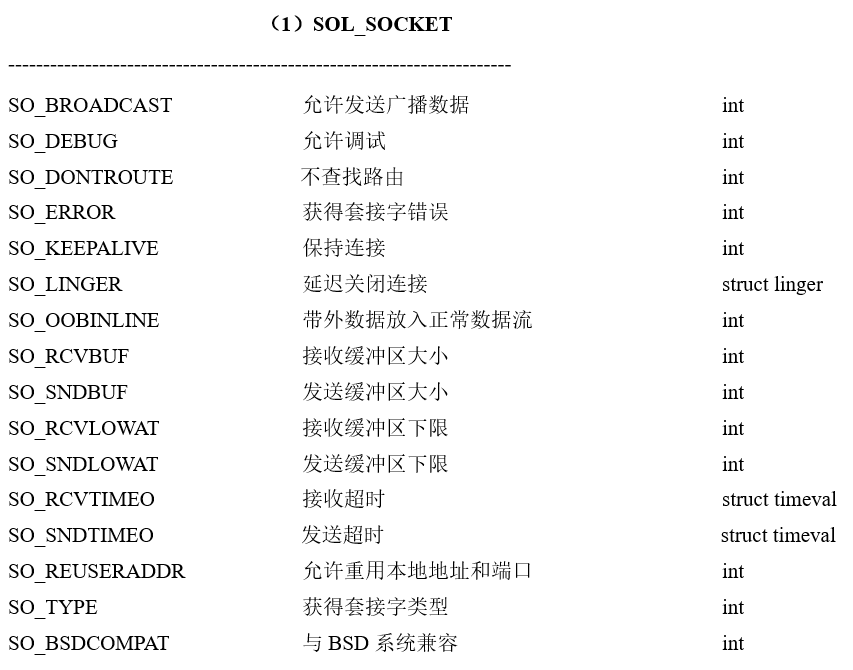 （1）SOL_SOCKET
------------------------------------------------------------------------
SO_BROADCAST 允许发送广播数据 int
SO_DEBUG 允许调试 int
SO_DONTROUTE 不查找路由 int
SO_ERROR 获得套接字错误 int
SO_KEEPALIVE 保持连接 int
SO_LINGER 延迟关闭连接 struct linger
SO_OOBINLINE 带外数据放入正常数据流 int
SO_RCVBUF 接收缓冲区大小 int
SO_SNDBUF 发送缓冲区大小 int
SO_RCVLOWAT 接收缓冲区下限 int
SO_SNDLOWAT 发送缓冲区下限 int
SO_RCVTIMEO 接收超时 struct timeval
SO_SNDTIMEO 发送超时 struct timeval
SO_REUSERADDR 允许重用本地地址和端口 int
SO_TYPE 获得套接字类型 int
SO_BSDCOMPAT 与 BSD 系统兼容 int